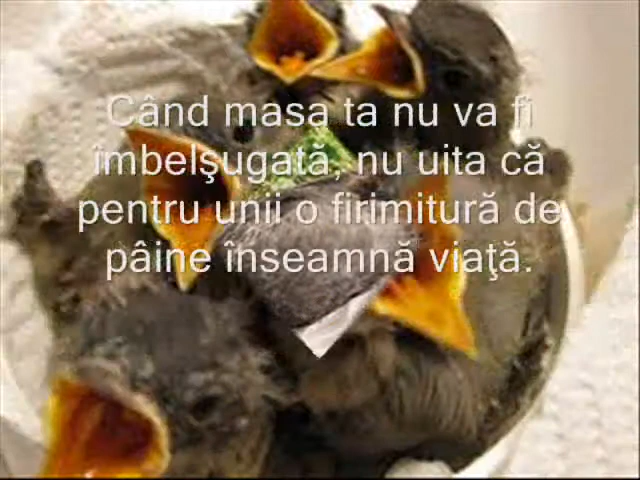 Când masa ta nu va fi
îmbelşugată, nu uita că
pentru unii o firimitură de
pâine înseamnă viaţă.